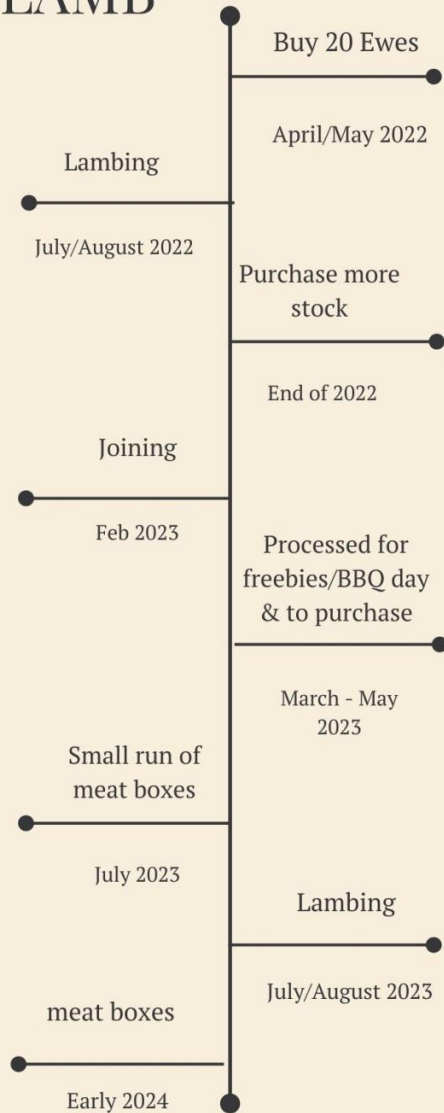 LAMB
Buy 20 Ewes
April/May 2022
Lambing
July/August 2022
Purchase more
stock
End of 2022
Joining
Feb 2023
Processed for
freebies/BBQ day
& to purchase
March - May
2023
Small run of
meat boxes
July 2023
Lambing
July/August 2023
meat boxes
Early 2024